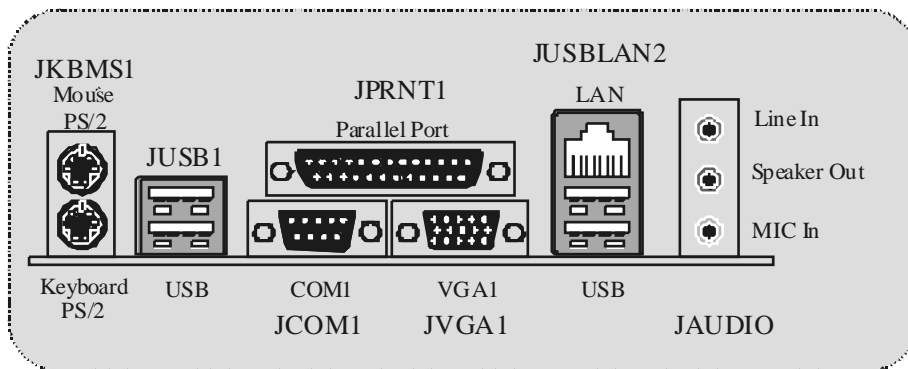 JUSBLAN2
JKBMS1
Mouse
PS/2
JPRNT1
LAN
Parallel Port
Line In
JUSB1
Speaker Out
MIC In
Keyboard
PS/2
USB
COM1
VGA1
USB
JCOM1
JVGA1
JAUDIO